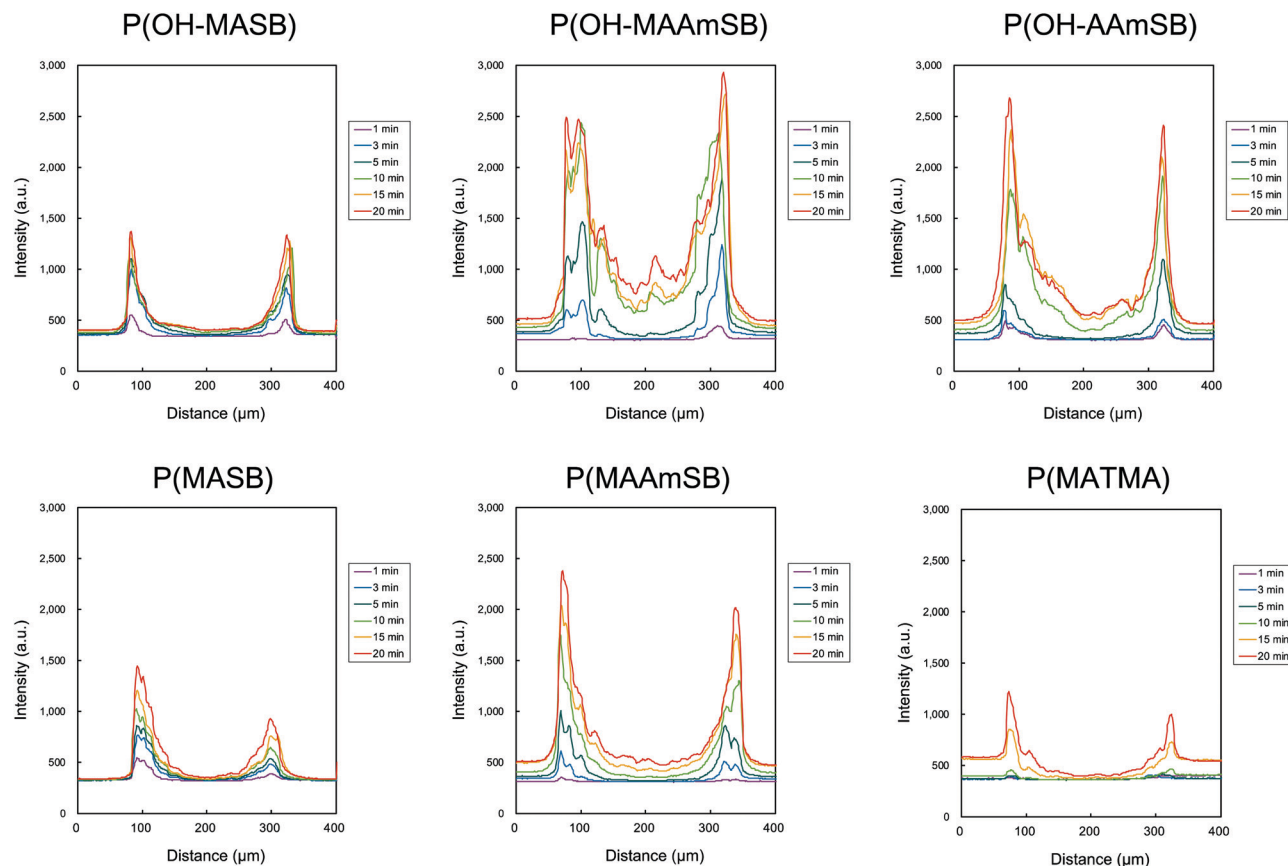 P(OH-MASB)
3,000
2,500
2,000
1,500
1,000
500
0
0 100 200 300 400
Intensity (a.u.)
Distance (µm)
1 min
3 min
5 min
10 min
15 min
20 min
P(OH-MAAmSB)
3,000
2,500
2,000
1,500
1,000
500
0
0 100 200 300 400
Intensity (a.u.)
Distance (µm)
1 min
3 min
5 min
10 min
15 min
20 min
P(OH-AAmSB)
3,000
2,500
2,000
1,500
1,000
500
0
0 100 200 300 400
Intensity (a.u.)
Distance (µm)
1 min
3 min
5 min
10 min
15 min
20 min
P(MASB)
3,000
2,500
2,000
1,500
1,000
500
0
0 100 200 300 400
Intensity (a.u.)
Distance (µm)
1 min
3 min
5 min
10 min
15 min
20 min
P(MAAmSB)
3,000
2,500
2,000
1,500
1,000
500
0
0 100 200 300 400
Intensity (a.u.)
Distance (µm)
1 min
3 min
5 min
10 min
15 min
20 min
P(MATMA)
3,000
2,500
2,000
1,500
1,000
500
0
0 100 200 300 400
Intensity (a.u.)
Distance (µm)
1 min
3 min
5 min
10 min
15 min
20 min